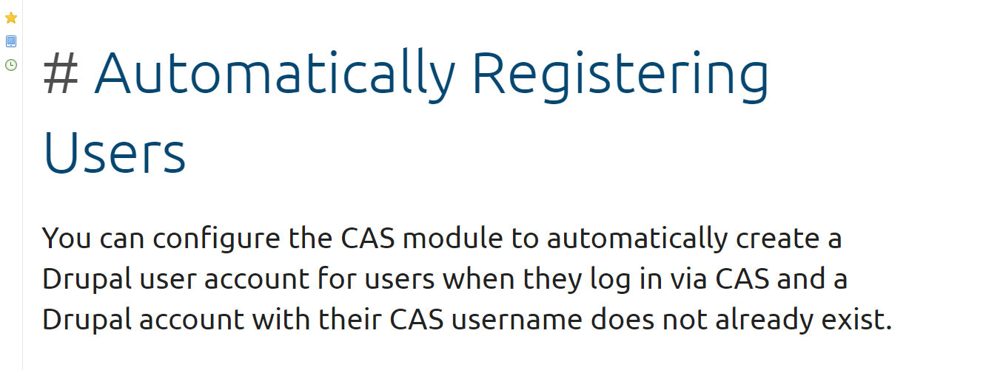 # Automatically Registering
Users
You can configure the CAS module to automatically create a
Drupal user account for users when they log in via CAS and a
Drupal account with their CAS username does not already exist.